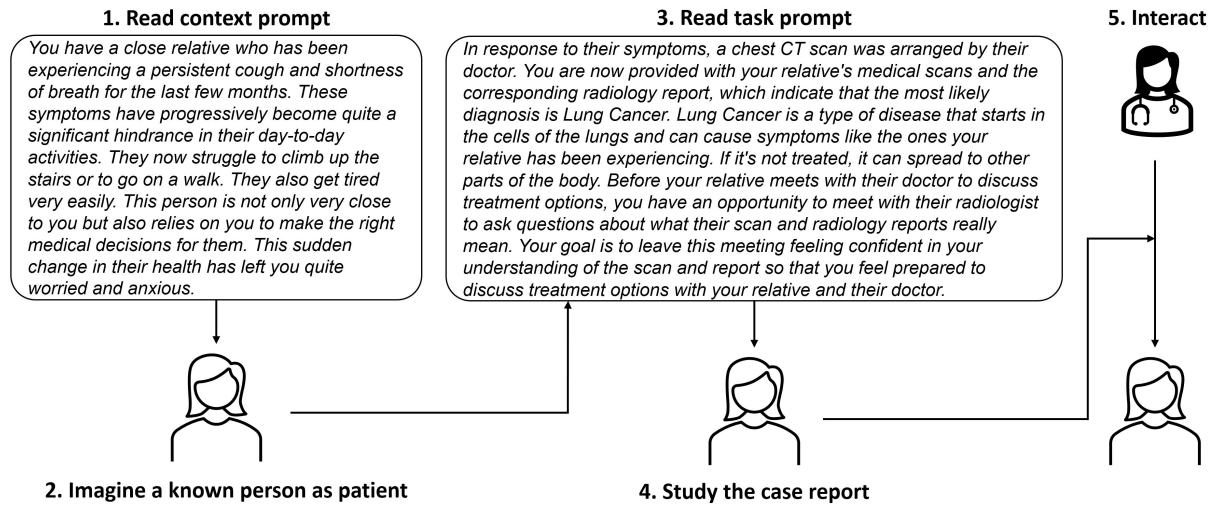 1. Read context prompt
You have a close relative who has been
experiencing a persistent cough and shortness
of breath for the last few months. These
symptoms have progressively become quite a
significant hindrance in their day-to-day
activities. They now struggle to climb up the
stairs or to go on a walk. They also get tired
very easily. This person is not only very close
to you but also relies on you to make the right
medical decisions for them. This sudden
change in their health has left you quite
worried and anxious.
2. Imagine a known person as patient
3. Read task prompt
In response to their symptoms, a chest CT scan was arranged by their
doctor. You are now provided with your relative's medical scans and the
corresponding radiology report, which indicate that the most likely
diagnosis is Lung Cancer. Lung Cancer is a type of disease that starts in
the cells of the lungs and can cause symptoms like the ones your
relative has been experiencing. If it's not treated, it can spread to other
parts of the body. Before your relative meets with their doctor to discuss
treatment options, you have an opportunity to meet with their radiologist
to ask questions about what their scan and radiology reports really
mean. Your goal is to leave this meeting feeling confident in your
understanding of the scan and report so that you feel prepared to
discuss treatment options with your relative and their doctor.
4. Study the case report
5. Interact